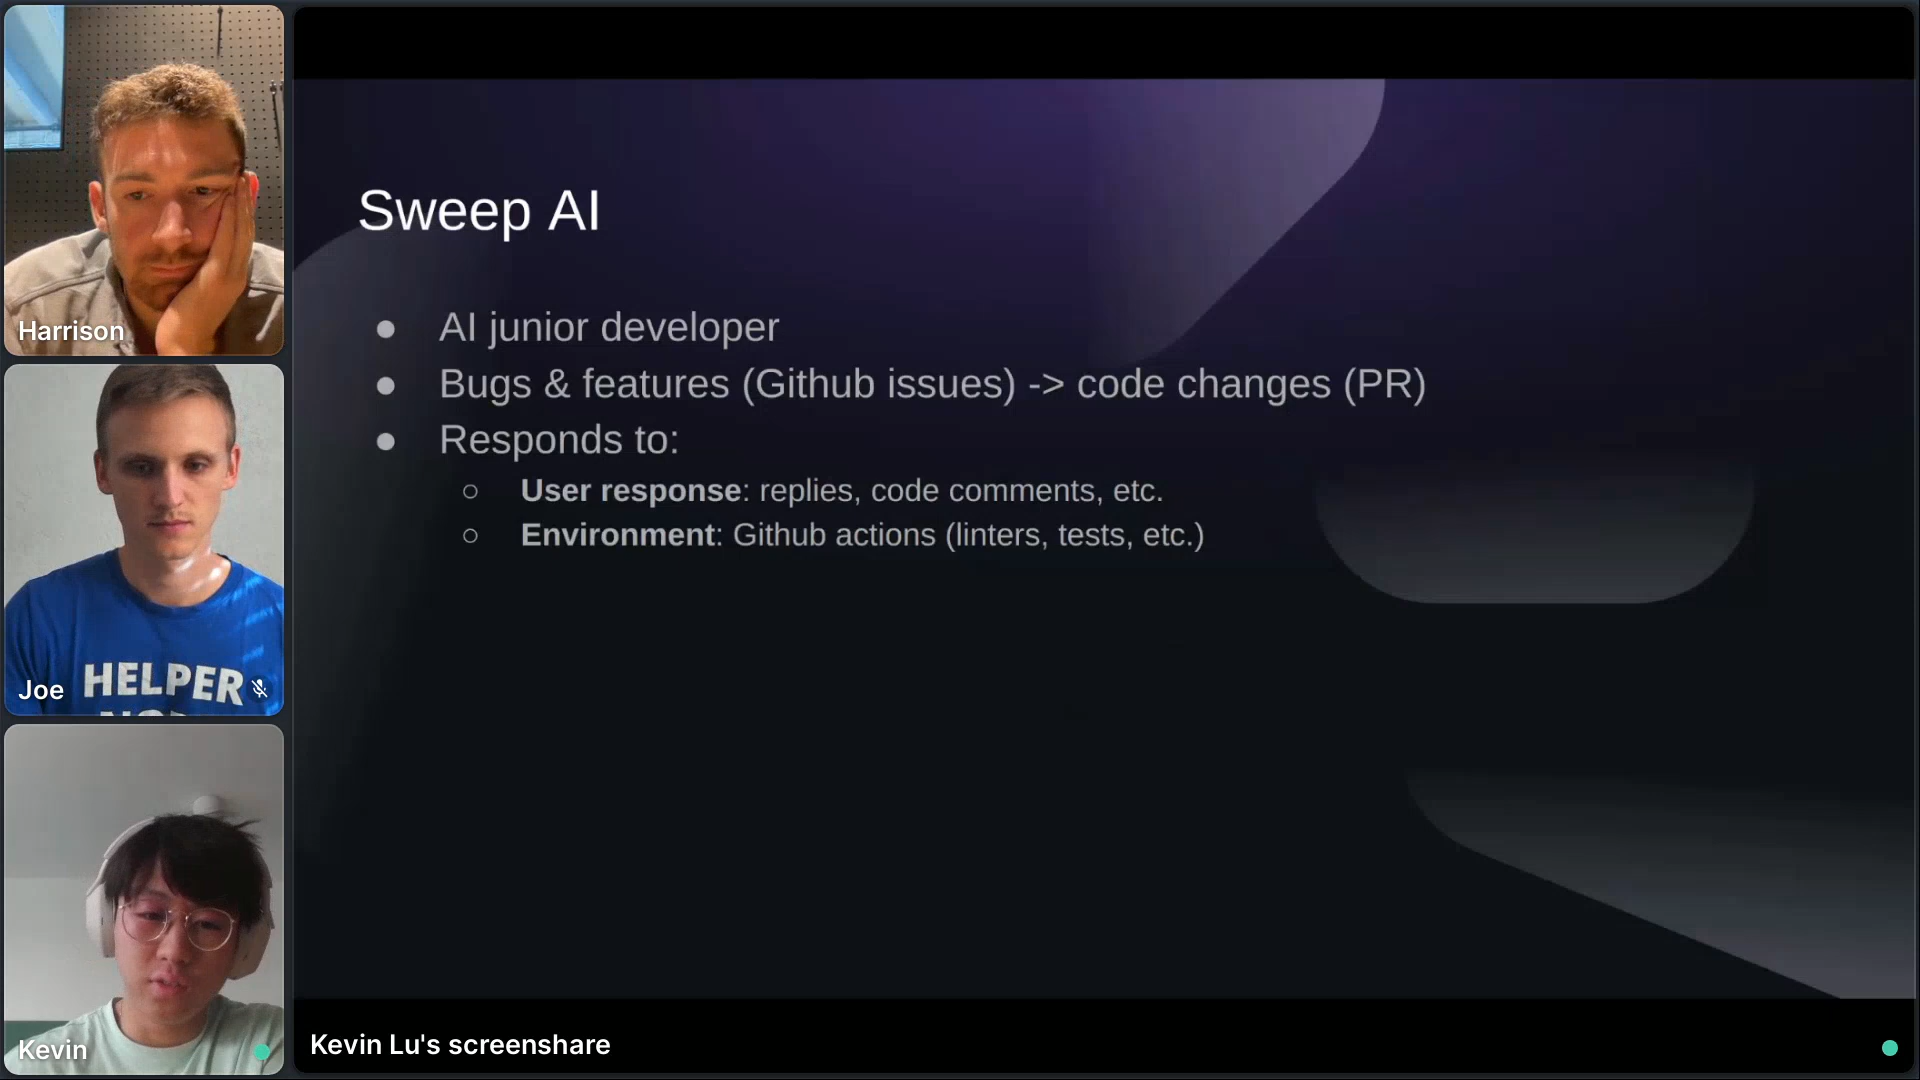 Harrison
Joe
HELPER
Kevin
Sweep AI
● AI junior developer
● Bugs & features (Github issues) -> code changes (PR)
● Responds to:
○ User response: replies, code comments, etc.
○ Environment: Github actions (linters, tests, etc.)
Kevin Lu's screenshare